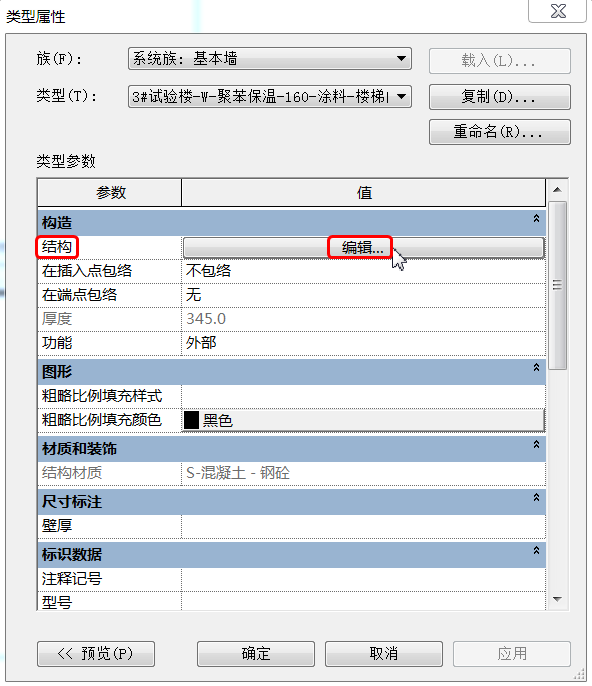 类型属性
族(F): 系统族: 基本墙 载入(L)...
类型(T): 3#试验楼-W-聚苯保温-160-涂料-楼梯 复制(D)...
重命名(R)...
类型参数
参数 值
构造
结构 编辑...
在插入点包络 不包络
在端点包络 无
厚度 345.0
功能 外部
图形
粗略比例填充样式
粗略比例填充颜色 黑色
材质和装饰
结构材质 S-混凝土 - 钢砼
尺寸标注
壁厚
标识数据
注释记号
型号
<< 预览(P) 确定 取消 应用